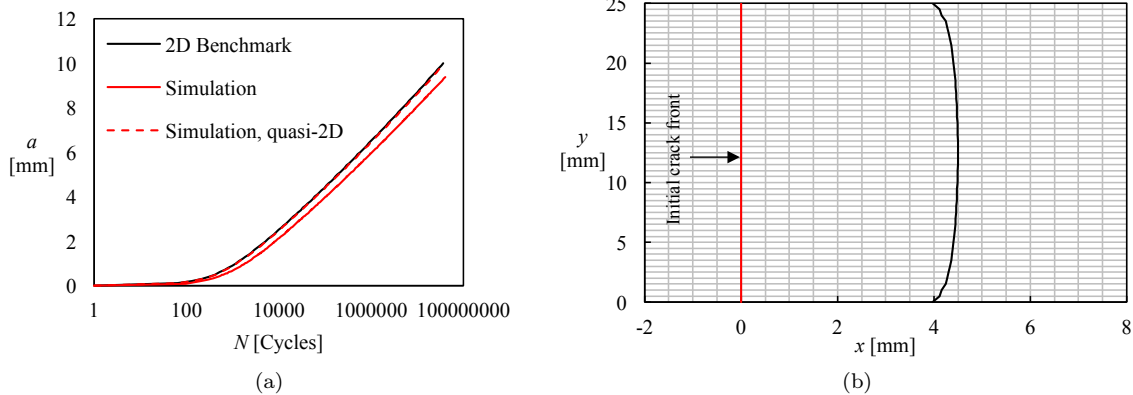 12
10
8
6
4
2
0
a
[mm]
2D Benchmark
Simulation
Simulation, quasi-2D
1 100 10000 1000000 100000000
N [Cycles]
(a)
25
20
15
10
5
0
y
[mm]
Initial crack front
-2 0 2 4 6 8
x [mm]
(b)